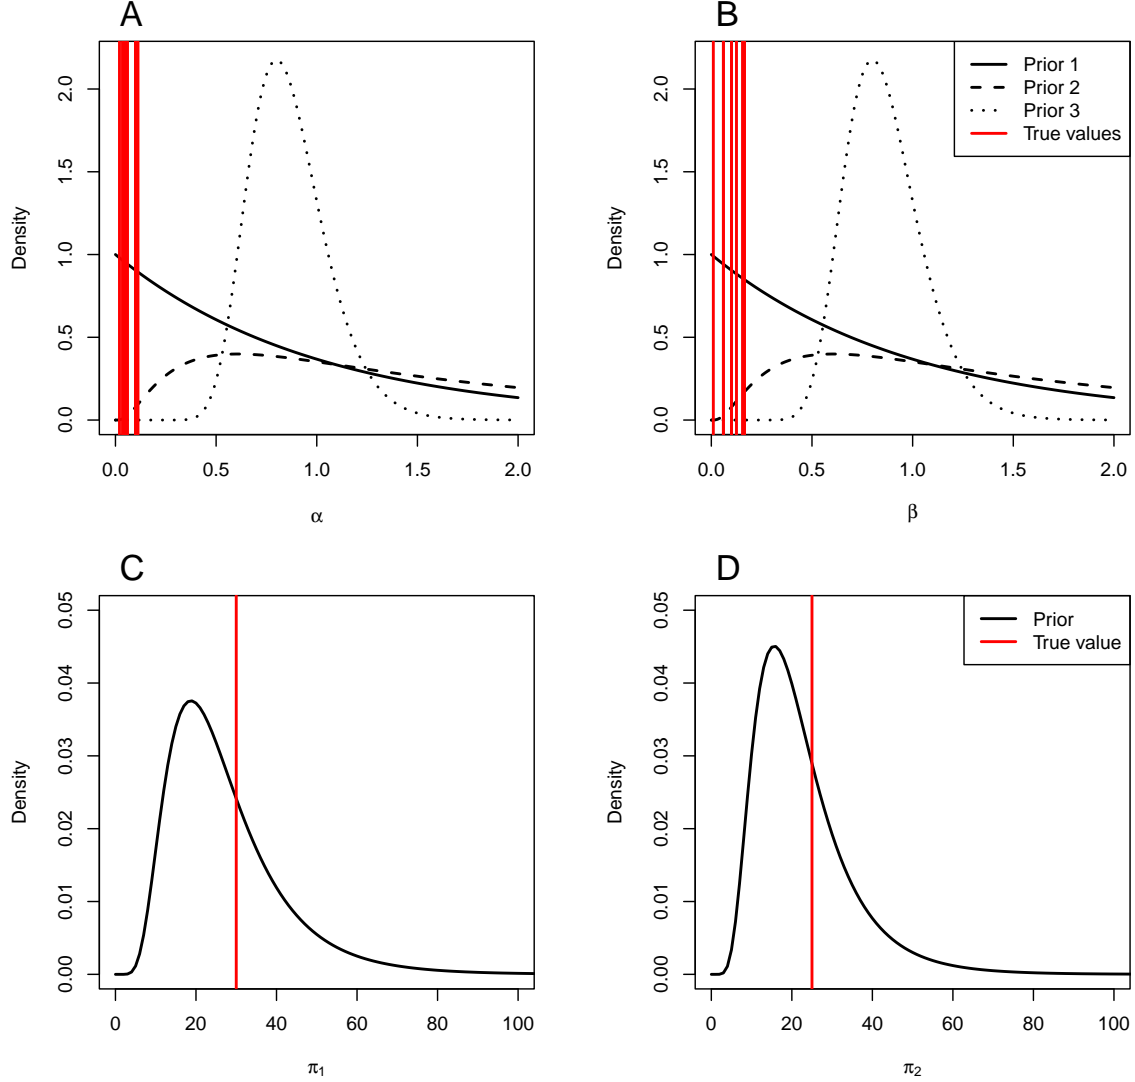 A
B
Density
2.0
1.5
1.0
0.5
0.0
0.0 0.5 1.0 1.5 2.0
α
Density
2.0
1.5
1.0
0.5
0.0
0.0 0.5 1.0 1.5 2.0
β
Prior 1
Prior 2
Prior 3
True values
C
D
Density
0.05
0.04
0.03
0.02
0.01
0.00
0 20 40 60 80 100
π1
Density
0.05
0.04
0.03
0.02
0.01
0.00
0 20 40 60 80 100
π2
Prior
True value